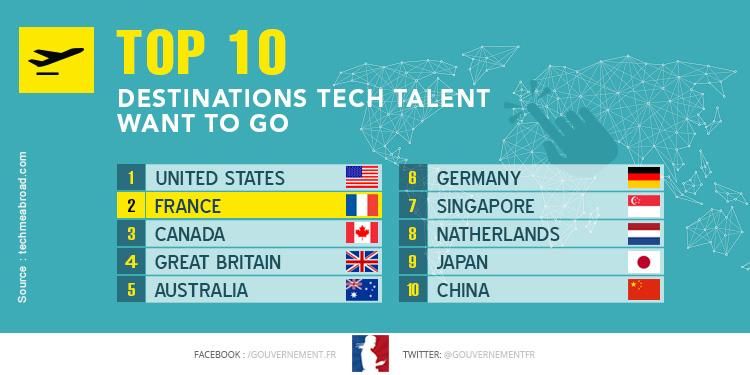 TOP 10
DESTINATIONS TECH TALENT
WANT TO GO
1 UNITED STATES
2 FRANCE
3 CANADA
4 GREAT BRITAIN
5 AUSTRALIA
6 GERMANY
7 SINGAPORE
8 NATHERLANDS
9 JAPAN
10 CHINA
Source : techmeabroad.com
FACEBOOK : /GOUVERNEMENT.FR
TWITTER: @GOUVERNEMENTFR